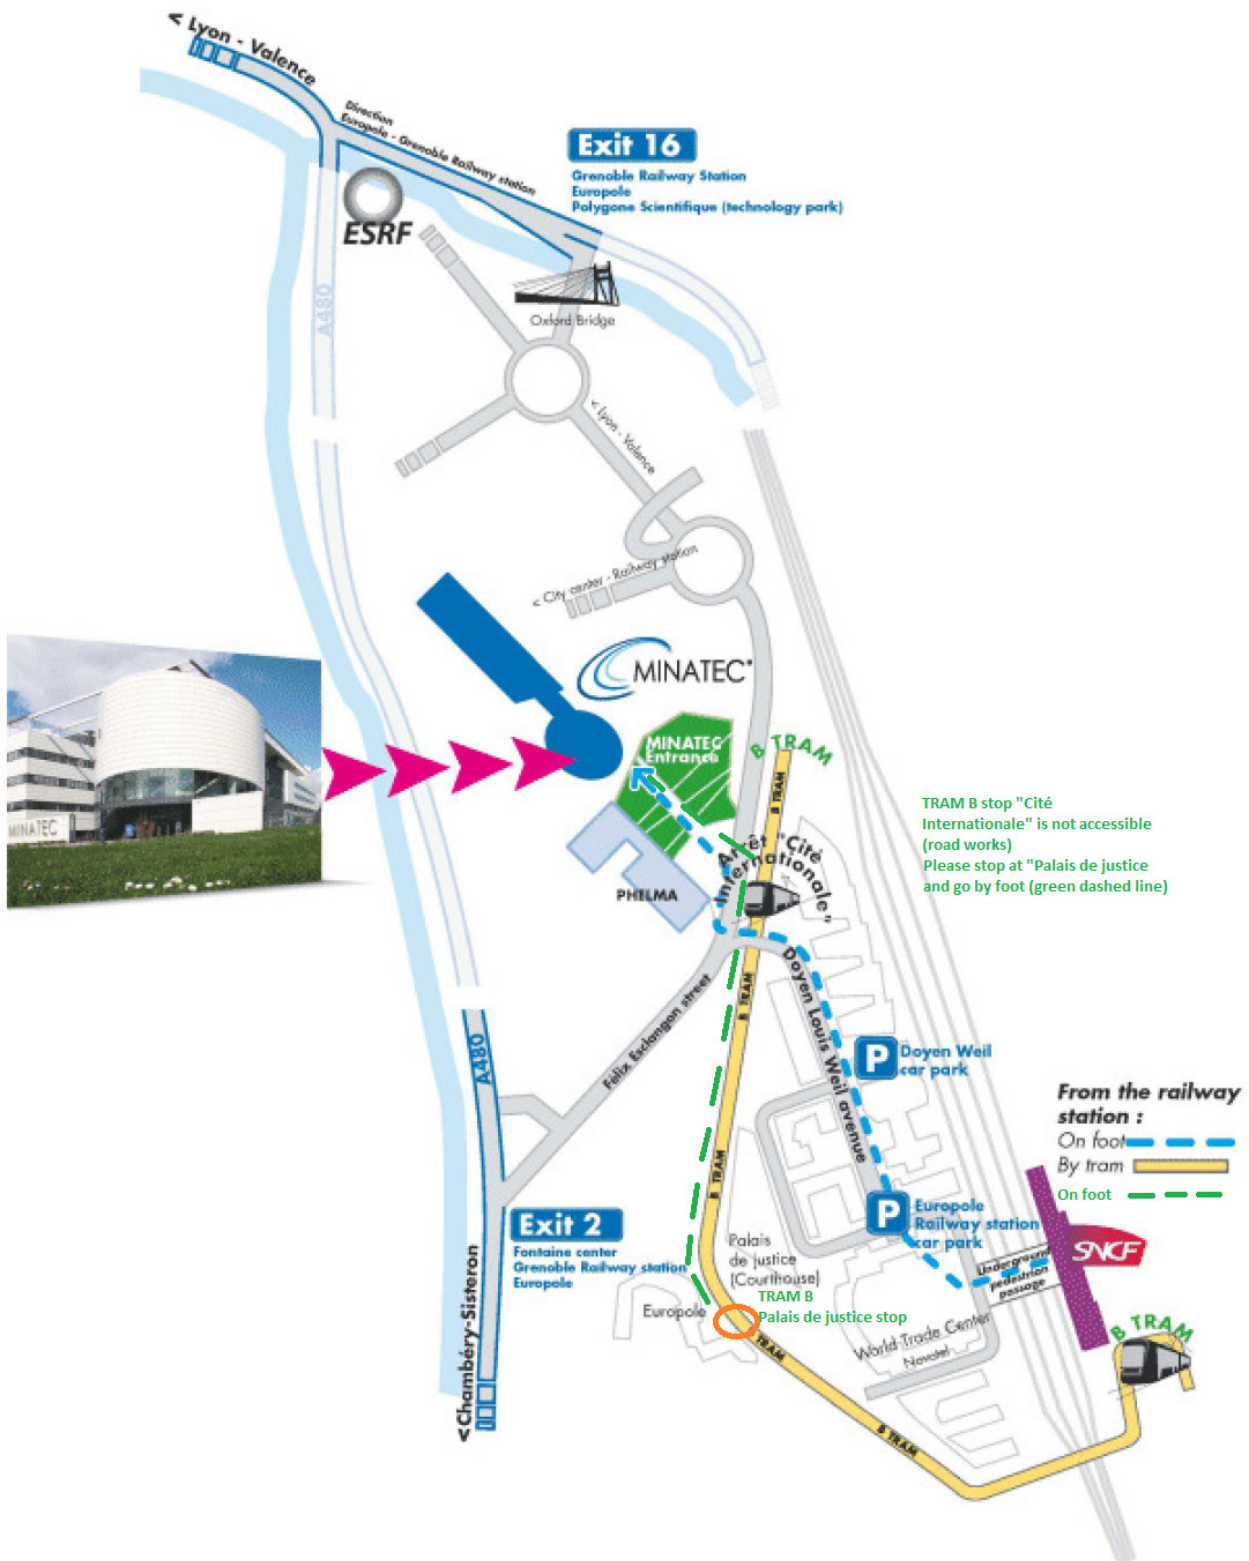 < Lyon - Valence
Direction
Europole - Grenoble Railway station
Exit 16
Grenoble Railway Station
Europole
Polygone Scientifique (technology park)
ESRF
A480
Oxford Bridge
< Lyon - Valence
< City center - Railway station
MINATEC
MINATEC
MINATEC
Entrance
B TRAM
B TRAM
TRAM B stop "Cité
Internationale" is not accessible
(road works)
Please stop at "Palais de justice
and go by foot (green dashed line)
Arrêt "Cité
Internationale"
PHELMA
Doyen Louis Weil avenue
B TRAM
Félix Esclangon street
A480
P
Doyen Weil
car park
From the railway
station :
On foot
By tram
On foot
B TRAM
P
Europole
Railway station
car park
SNCF
Exit 2
Fontaine center
Grenoble Railway station
Europole
Palais
de justice
(Courthouse)
Underground
pedestrian
passage
TRAM B
Palais de justice stop
Europole
World Trade Center
Novotel
B TRAM
TRAM
B TRAM
< Chambéry-Sisteron